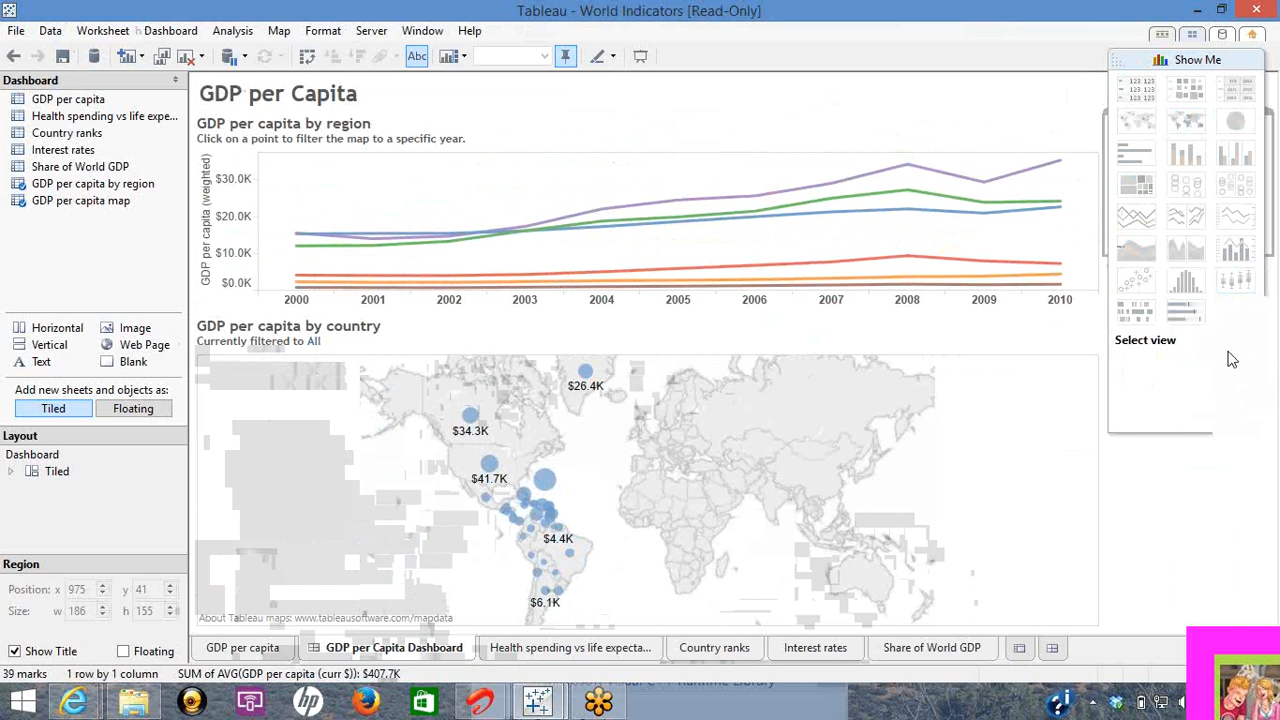 Tableau - World Indicators [Read-Only]
File Data Worksheet Dashboard Analysis Map Format Server Window Help
Abc
Dashboard
GDP per capita
Health spending vs life expe...
Country ranks
Interest rates
Share of World GDP
GDP per capita by region
GDP per capita map
Horizontal Image
Vertical Web Page
Text Blank
Add new sheets and objects as:
Tiled Floating
Layout
Dashboard
Tiled
Region
Position: x 975 y 41
Size: w 186 h 155
Show Title Floating
GDP per Capita
GDP per capita by region
Click on a point to filter the map to a specific year.
GDP per capita (weighted)
$30.0K
$20.0K
$10.0K
$0.0K
2000 2001 2002 2003 2004 2005 2006 2007 2008 2009 2010
GDP per capita by country
Currently filtered to All
$26.4K
$34.3K
$41.7K
$4.4K
$6.1K
About Tableau maps: www.tableausoftware.com/mapdata
Show Me
Select view
GDP per capita GDP per Capita Dashboard Health spending vs life expecta... Country ranks Interest rates Share of World GDP
39 marks 1 row by 1 column SUM of AVG(GDP per capita (curr $)): $407.7K